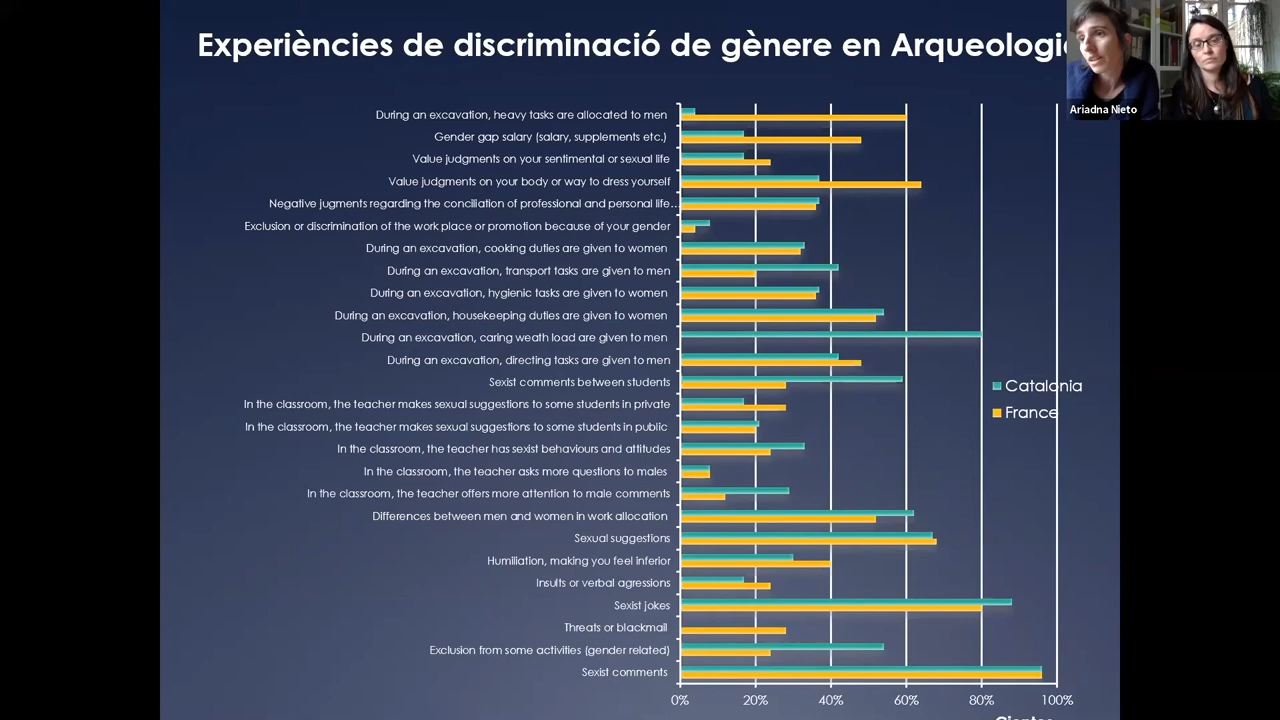 Experiències de discriminació de gènere en Arqueologi
Ariadna Nieto
During an excavation, heavy tasks are allocated to men
Gender gap salary (salary, supplements etc.)
Value judgments on your sentimental or sexual life
Value judgments on your body or way to dress yourself
Negative jugments regarding the conciliation of professional and personal life...
Exclusion or discrimination of the work place or promotion because of your gender
During an excavation, cooking duties are given to women
During an excavation, transport tasks are given to men
During an excavation, hygienic tasks are given to women
During an excavation, housekeeping duties are given to women
During an excavation, caring weath load are given to men
During an excavation, directing tasks are given to men
Sexist comments between students
In the classroom, the teacher makes sexual suggestions to some students in private
In the classroom, the teacher makes sexual suggestions to some students in public
In the classroom, the teacher has sexist behaviours and attitudes
In the classroom, the teacher asks more questions to males
In the classroom, the teacher offers more attention to male comments
Differences between men and women in work allocation
Sexual suggestions
Humiliation, making you feel inferior
Insults or verbal agressions
Sexist jokes
Threats or blackmail
Exclusion from some activities (gender related)
Sexist comments
Catalonia
France
0% 20% 40% 60% 80% 100%